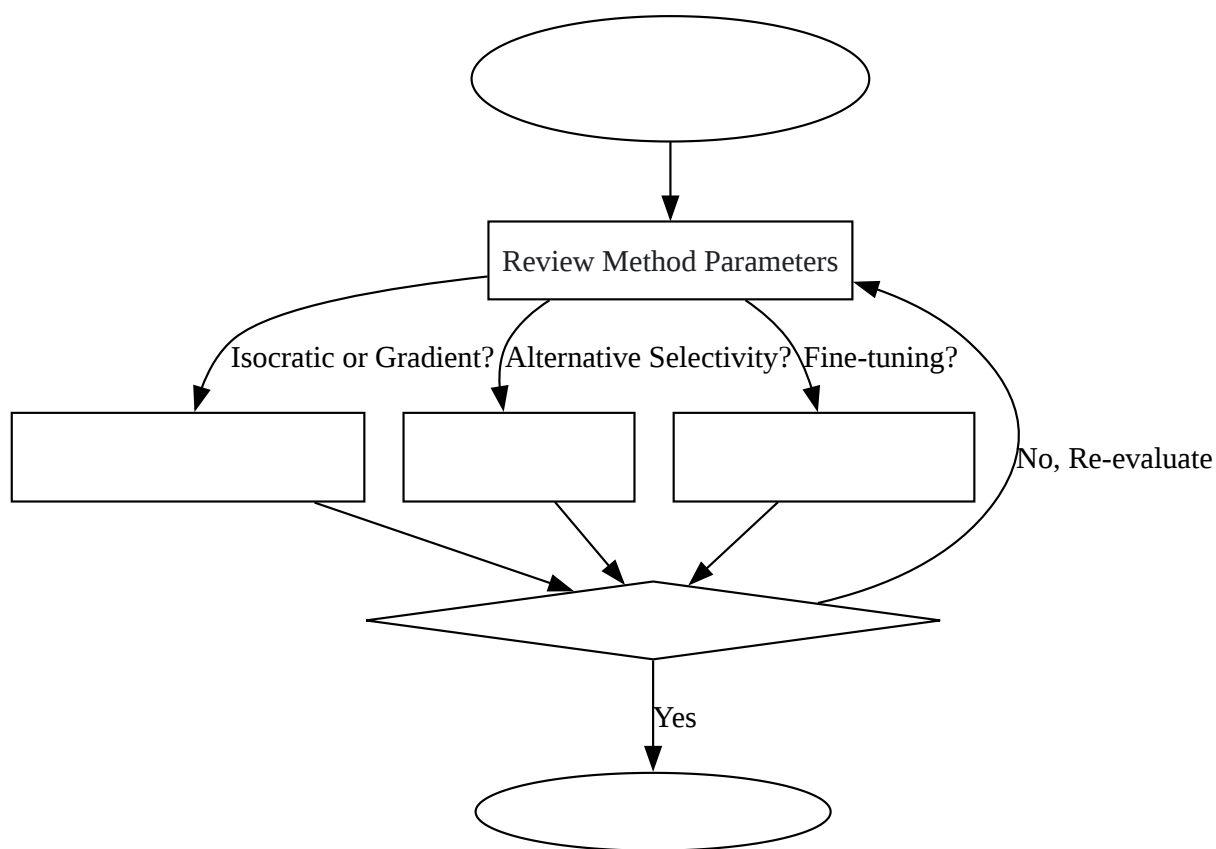 Review Method Parameters
Isocratic or Gradient?
Alternative Selectivity?
Fine-tuning?
No, Re-evaluate
Yes